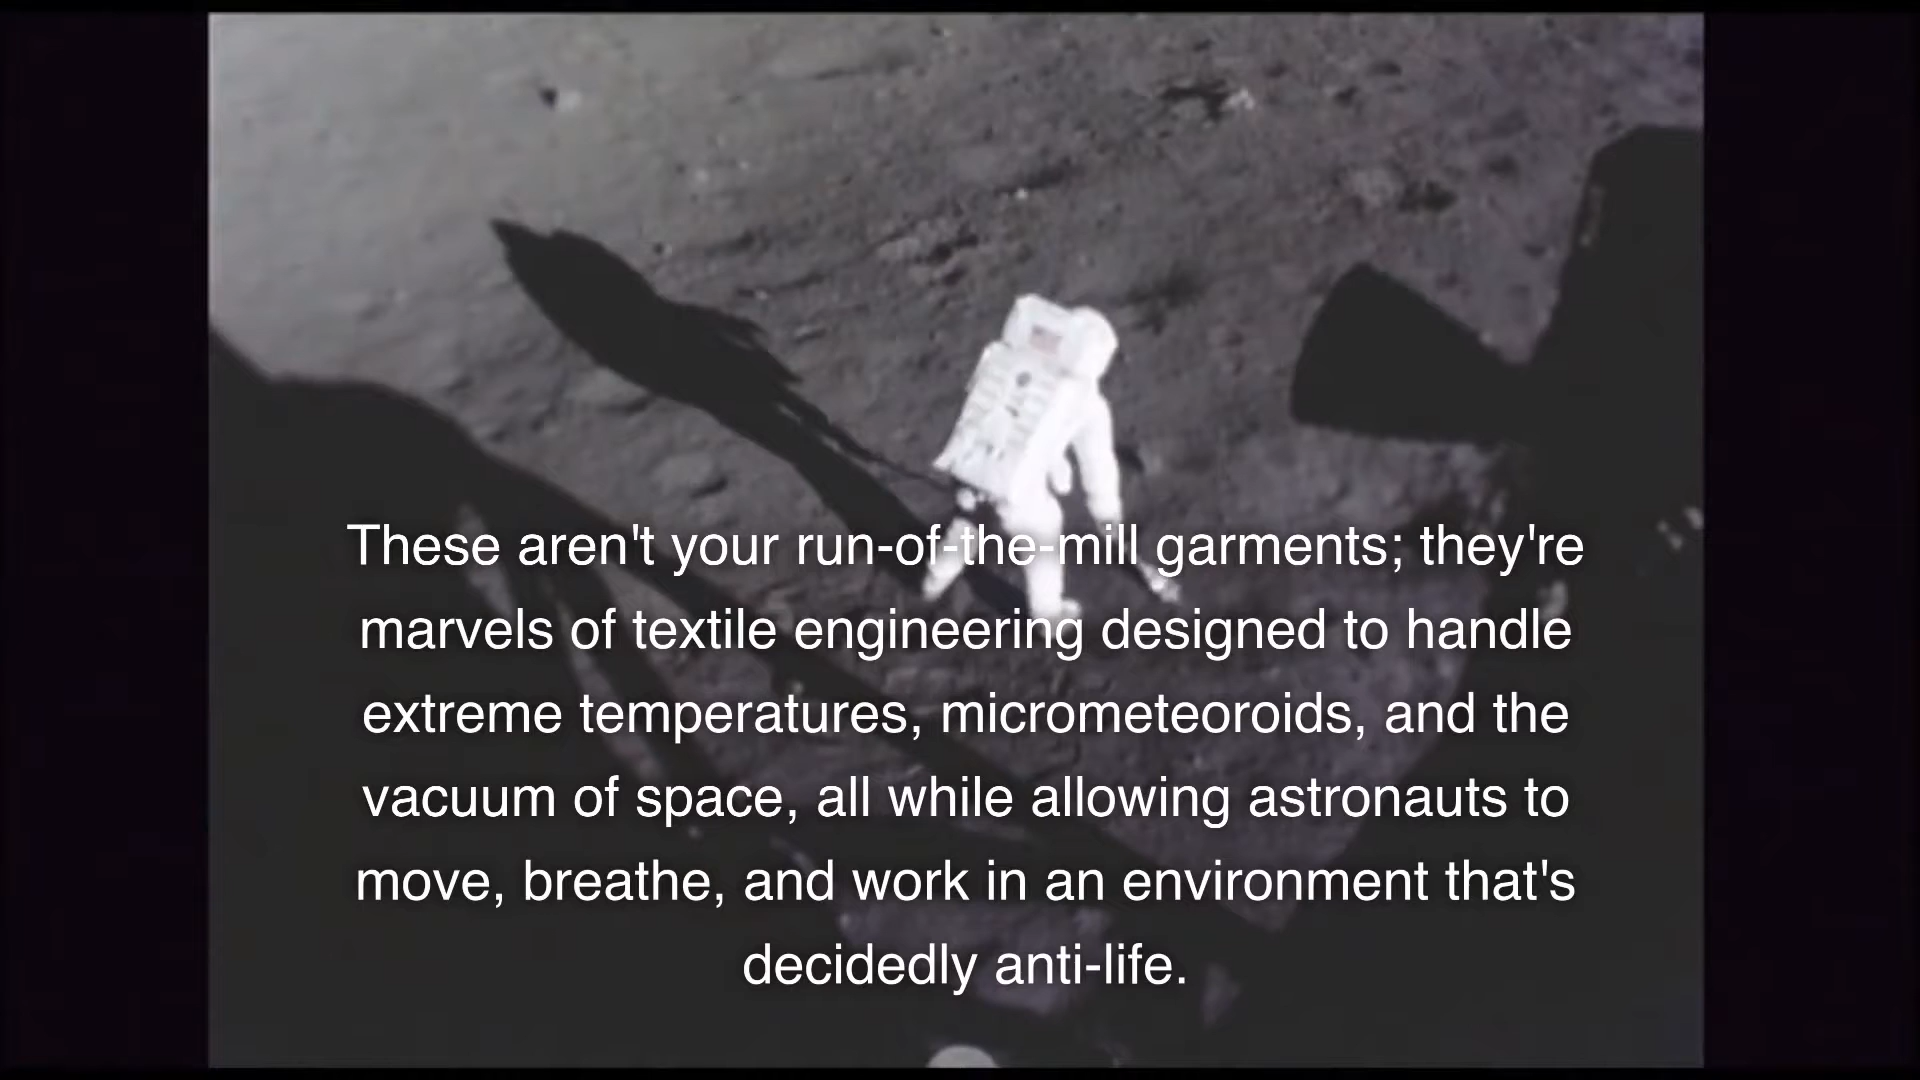 These aren't your run-of-the-mill garments; they're
marvels of textile engineering designed to handle
extreme temperatures, micrometeoroids, and the
vacuum of space, all while allowing astronauts to
move, breathe, and work in an environment that's
decidedly anti-life.